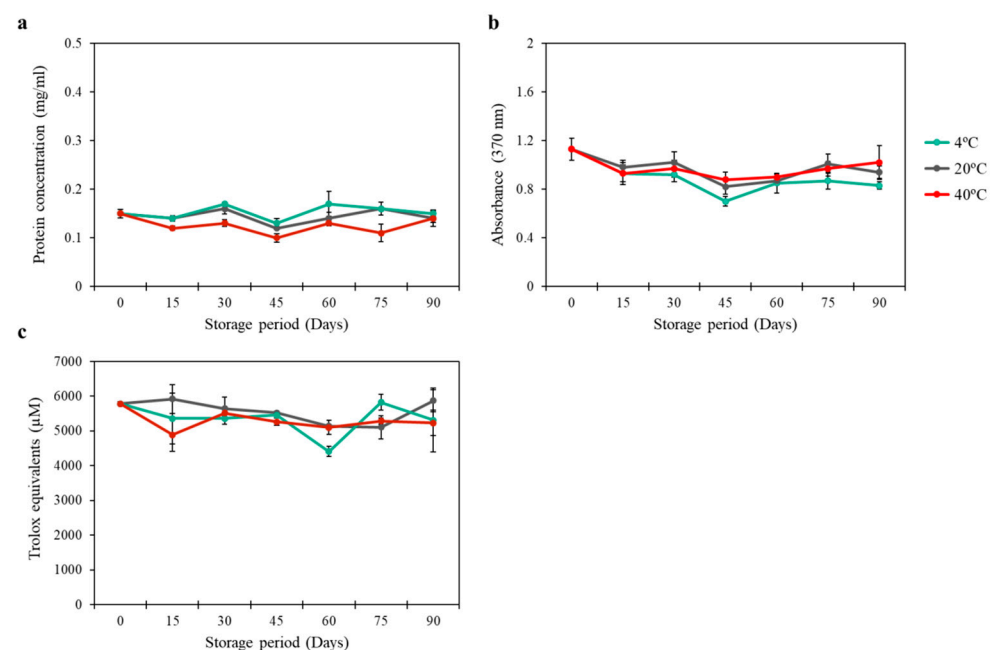 a
Protein concentration (mg/ml)
0.5
0.4
0.3
0.2
0.1
0
0 15 30 45 60 75 90
Storage period (Days)
b
Absorbance (370 nm)
2
1.6
1.2
0.8
0.4
0
0 15 30 45 60 75 90
Storage period (Days)
4ºC
20ºC
40ºC
c
Trolox equivalents (µM)
7000
6000
5000
4000
3000
2000
1000
0
0 15 30 45 60 75 90
Storage period (Days)